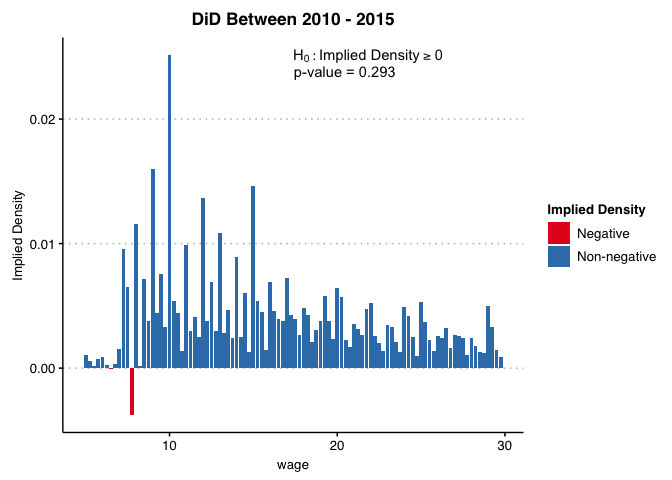 DiD Between 2010 - 2015
H₀ : Implied Density ≥ 0
p-value = 0.293
0.02
0.01
0.00
Implied Density
10
20
30
wage
Implied Density
Negative
Non-negative